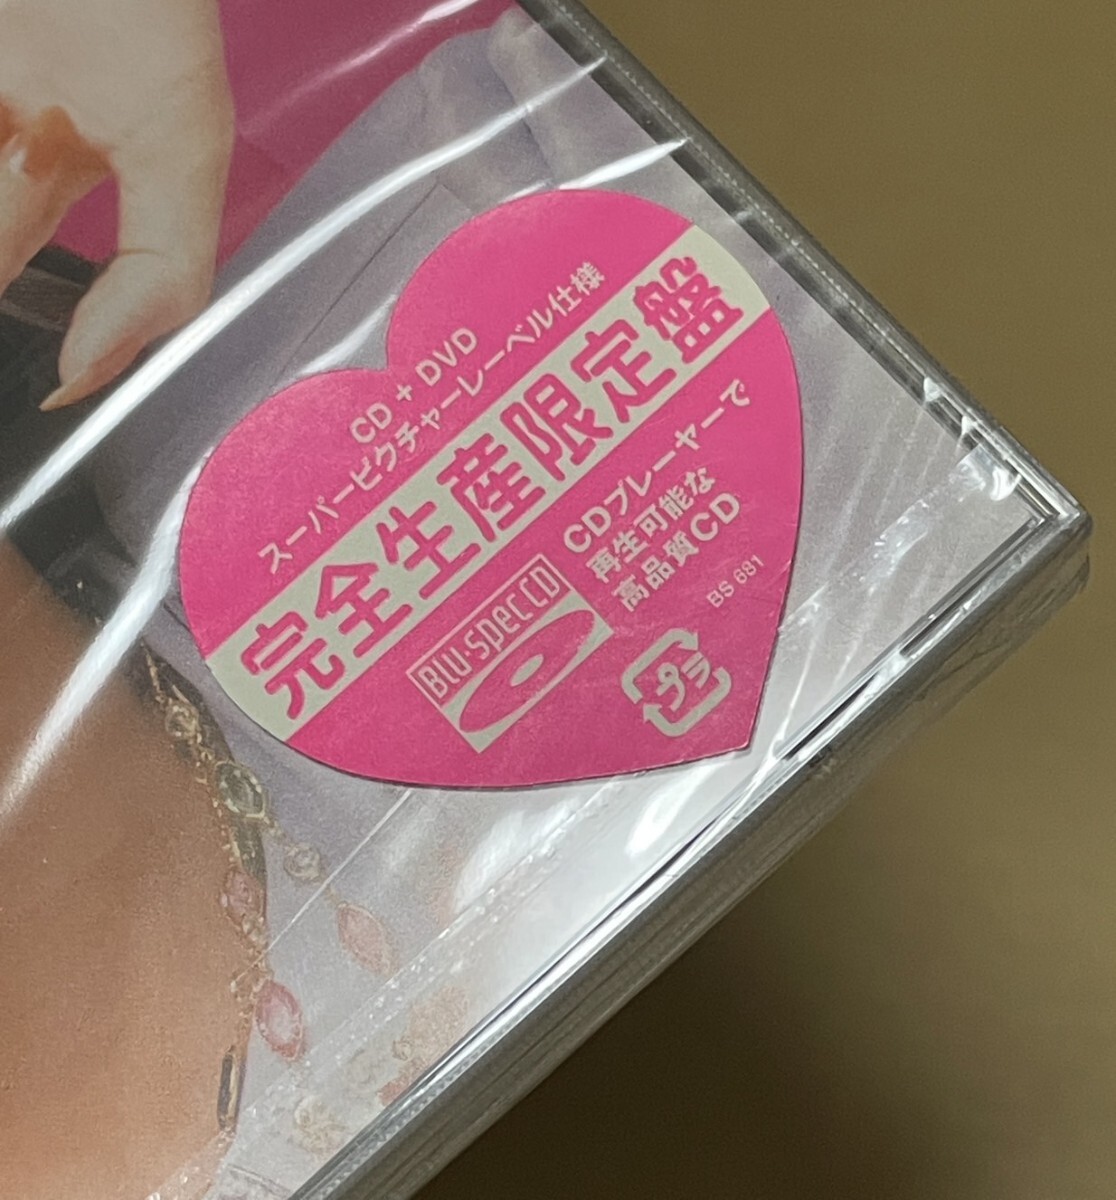 CD + DVD
スーパーピクチャーレーベル仕様
完全生産限定盤
BLU-SPEC CD
CDプレーヤーで
再生可能な
高品質CD
BS 681
プラ